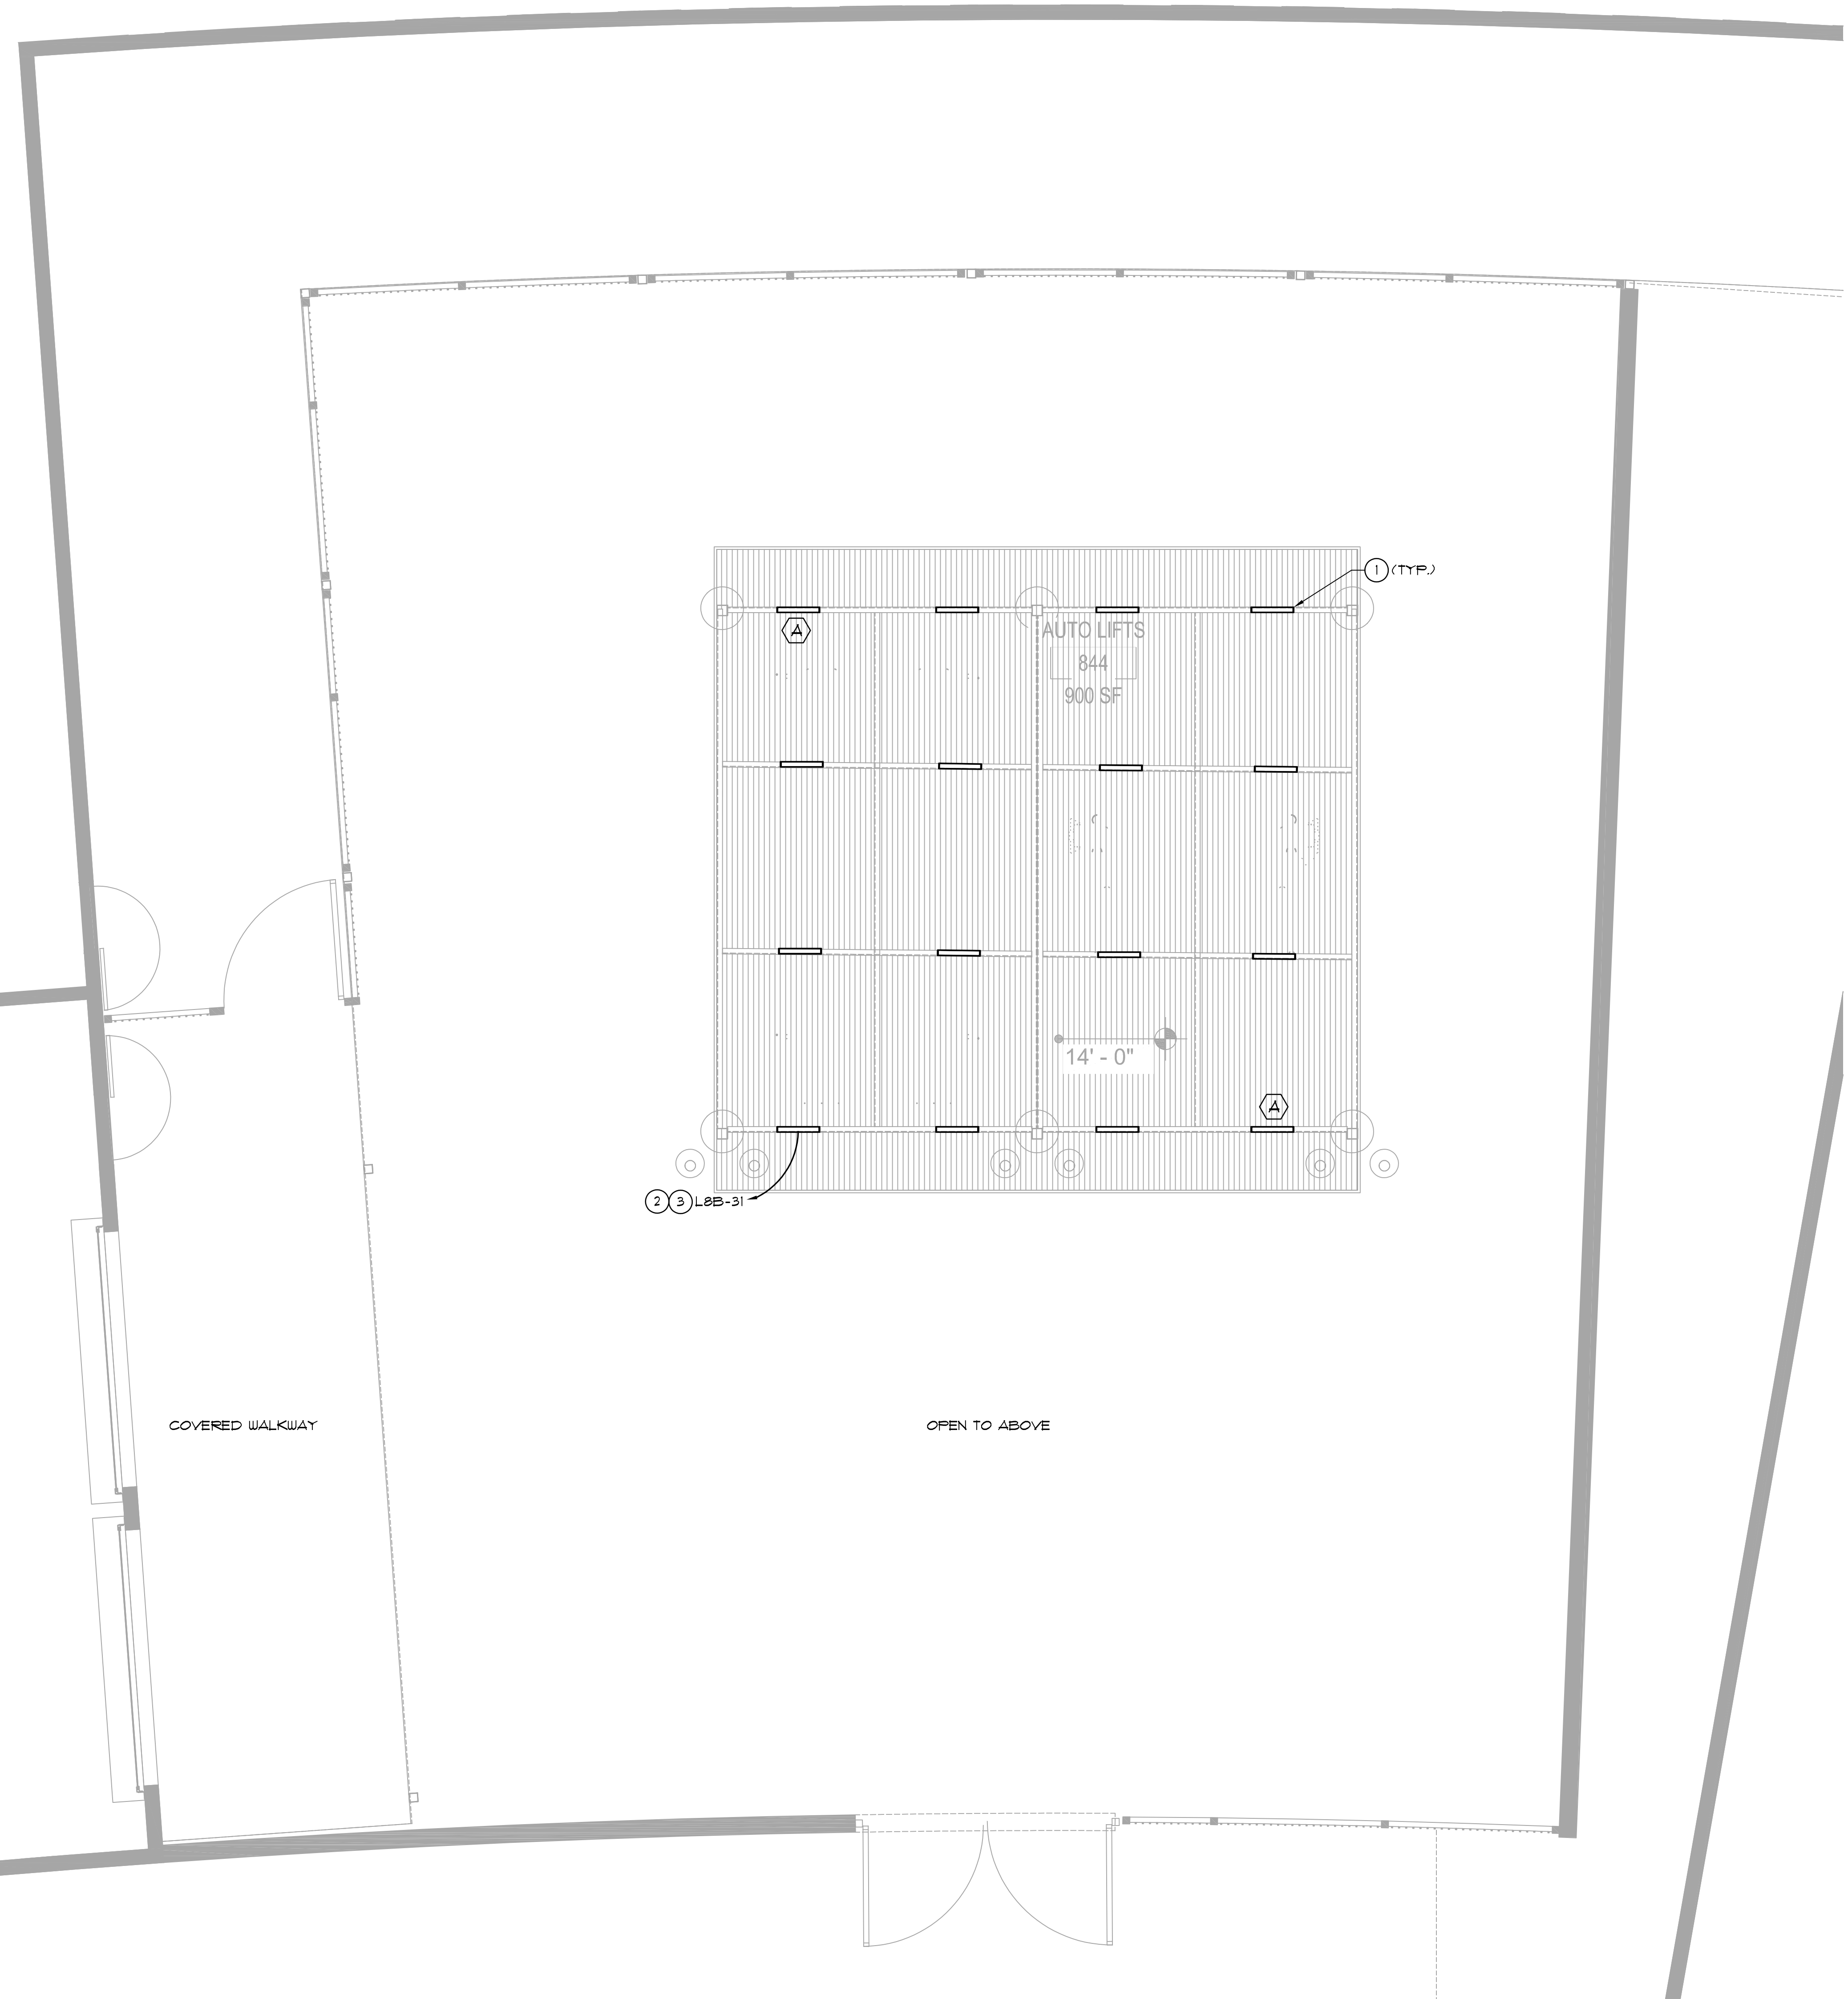 1 (TYP.)
A
AUTO LIFTS
844
900 SF
14' - 0"
A
2 3 L8B-31
COVERED WALKWAY
OPEN TO ABOVE